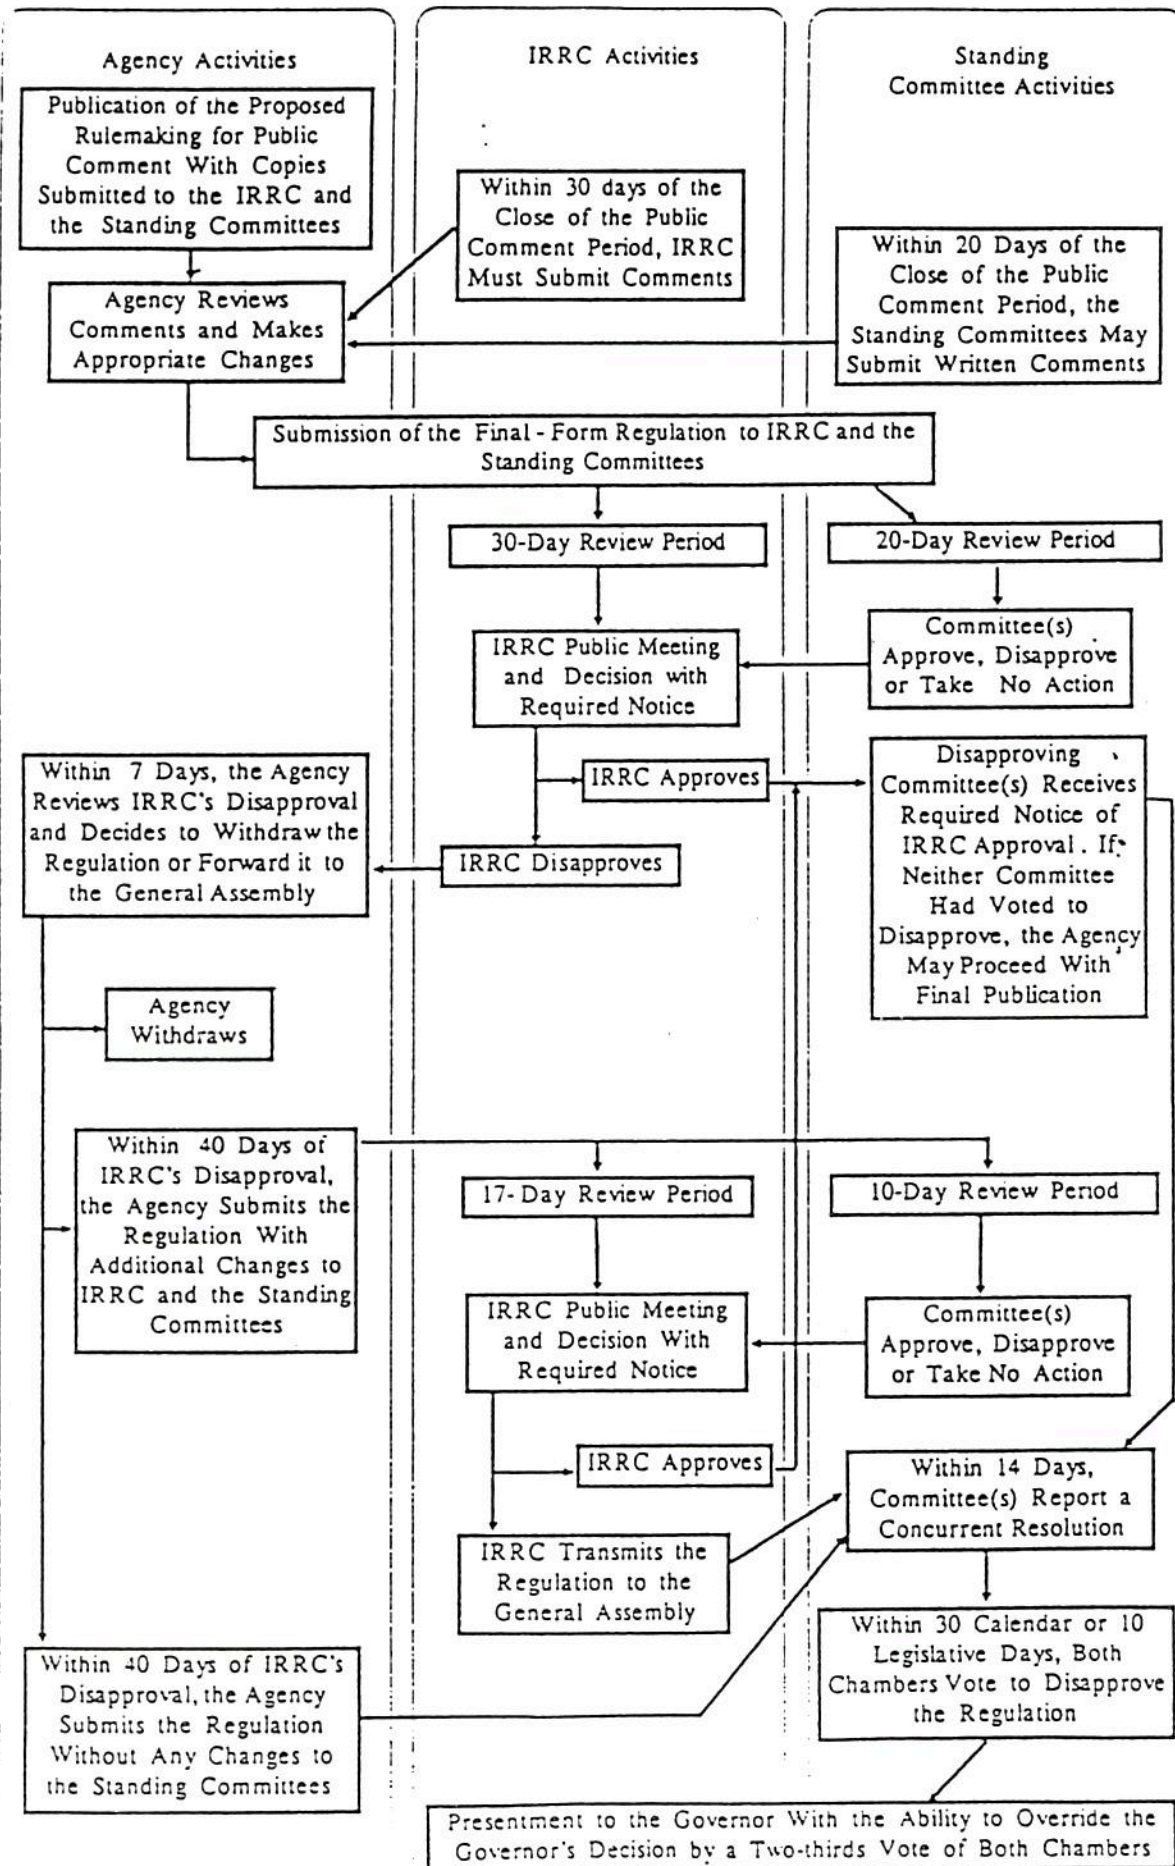 Agency Activities
Publication of the Proposed
Rulemaking for Public
Comment With Copies
Submitted to the IRRC and
the Standing Committees
Agency Reviews
Comments and Makes
Appropriate Changes
IRRC Activities
Within 30 days of the
Close of the Public
Comment Period, IRRC
Must Submit Comments
Standing
Committee Activities
Within 20 Days of the
Close of the Public
Comment Period, the
Standing Committees May
Submit Written Comments
Submission of the Final - Form Regulation to IRRC and the
Standing Committees
30-Day Review Period
20-Day Review Period
IRRC Public Meeting
and Decision with
Required Notice
Committee(s)
Approve, Disapprove
or Take No Action
IRRC Approves
IRRC Disapproves
Disapproving
Committee(s) Receives
Required Notice of
IRRC Approval. If
Neither Committee
Had Voted to
Disapprove, the Agency
May Proceed With
Final Publication
Within 7 Days, the Agency
Reviews IRRC's Disapproval
and Decides to Withdraw the
Regulation or Forward it to
the General Assembly
Agency
Withdraws
Within 40 Days of
IRRC's Disapproval,
the Agency Submits the
Regulation With
Additional Changes to
IRRC and the Standing
Committees
17- Day Review Period
10-Day Review Period
IRRC Public Meeting
and Decision With
Required Notice
Committee(s)
Approve, Disapprove
or Take No Action
IRRC Approves
IRRC Transmits the
Regulation to the
General Assembly
Within 14 Days,
Committee(s) Report a
Concurrent Resolution
Within 40 Days of IRRC's
Disapproval, the Agency
Submits the Regulation
Without Any Changes to
the Standing Committees
Within 30 Calendar or 10
Legislative Days, Both
Chambers Vote to Disapprove
the Regulation
Presentment to the Governor With the Ability to Override the
Governor's Decision by a Two-thirds Vote of Both Chambers